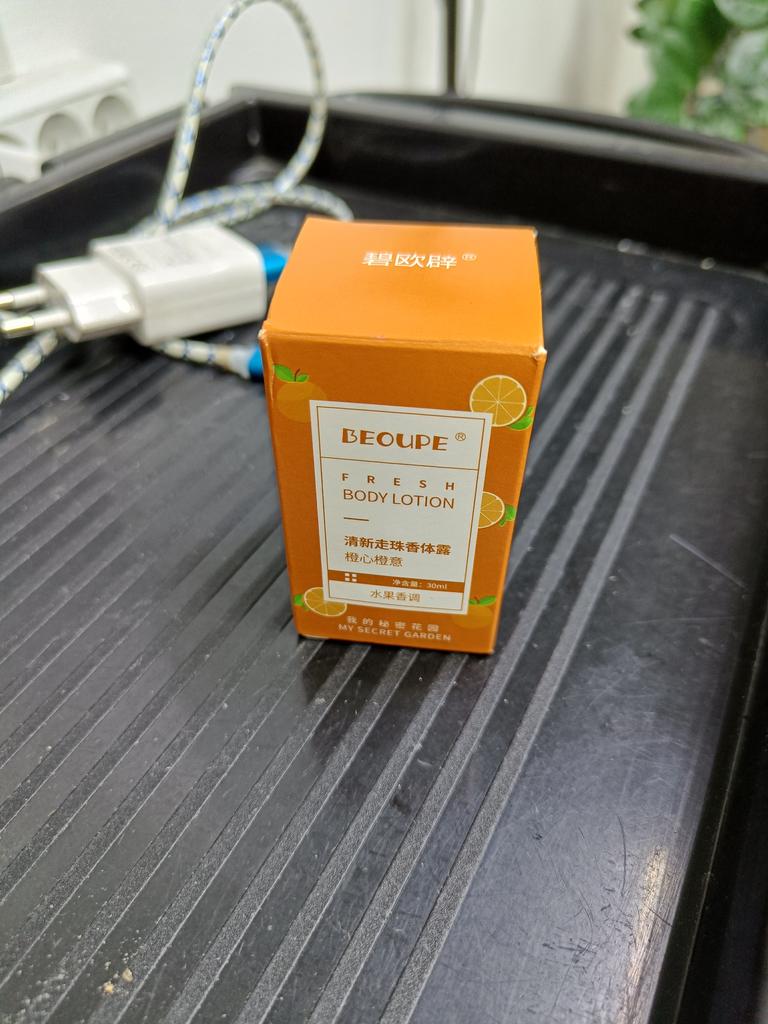 碧欧辟®
BEOUPE®
FRESH
BODY LOTION
清新走珠香体露
橙心橙意
净含量：30ml
水果香调
我的秘密花园
MY SECRET GARDEN